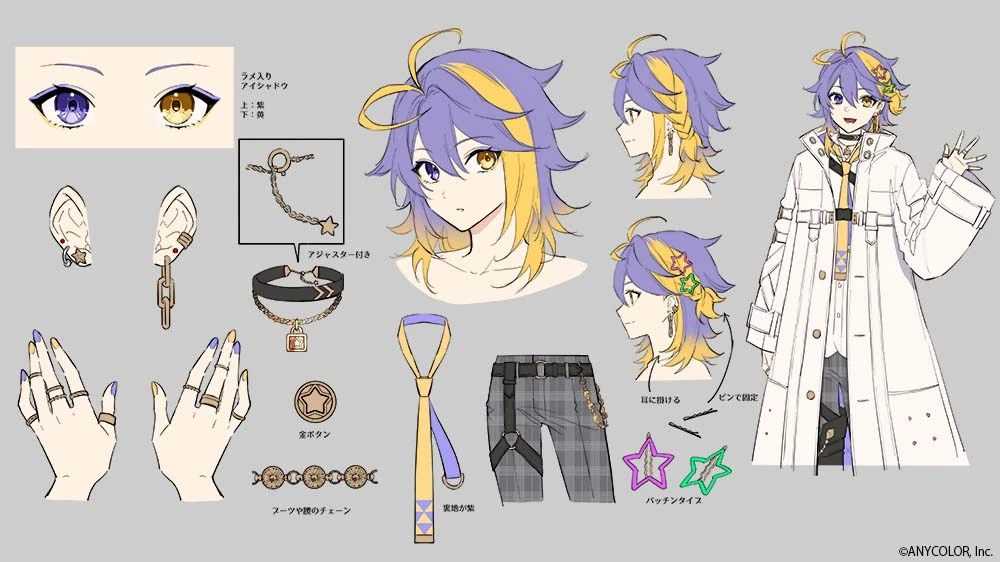 ラメ入り
アイシャドウ
上：紫
下：黄
アジャスター付き
金ボタン
ブーツや腰のチェーン
裏地が紫
耳に掛ける
ピンで固定
パッチンタイプ
©ANYCOLOR, Inc.